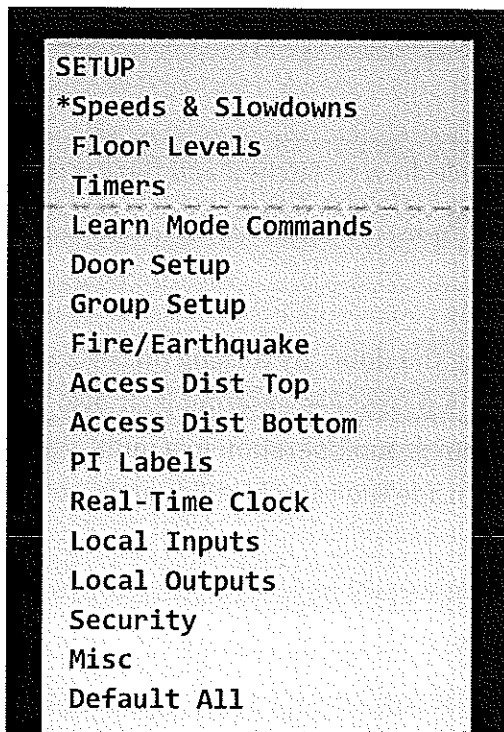 SETUP
*Speeds & Slowdowns
Floor Levels
Timers
Learn Mode Commands
Door Setup
Group Setup
Fire/Earthquake
Access Dist Top
Access Dist Bottom
PI Labels
Real-Time Clock
Local Inputs
Local Outputs
Security
Misc
Default All